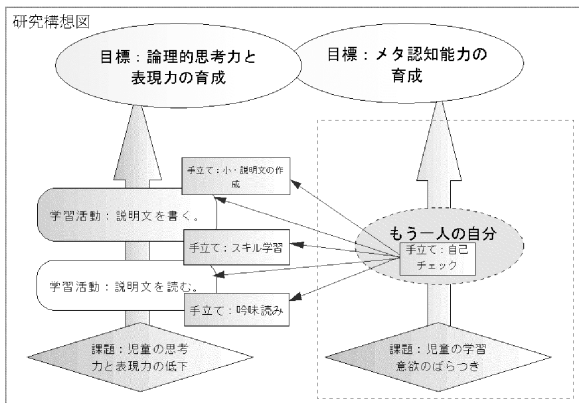 研究構想図
目標：論理的思考力と
表現力の育成
目標：メタ認知能力の
育成
手立て：小・説明文の作
成
学習活動：説明文を書く。
もう一人の自分
手立て：自己
チェック
手立て：スキル学習
学習活動：説明文を読む。
手立て：吟味読み
課題：児童の思考
力と表現力の低下
課題：児童の学習
意欲のばらつき